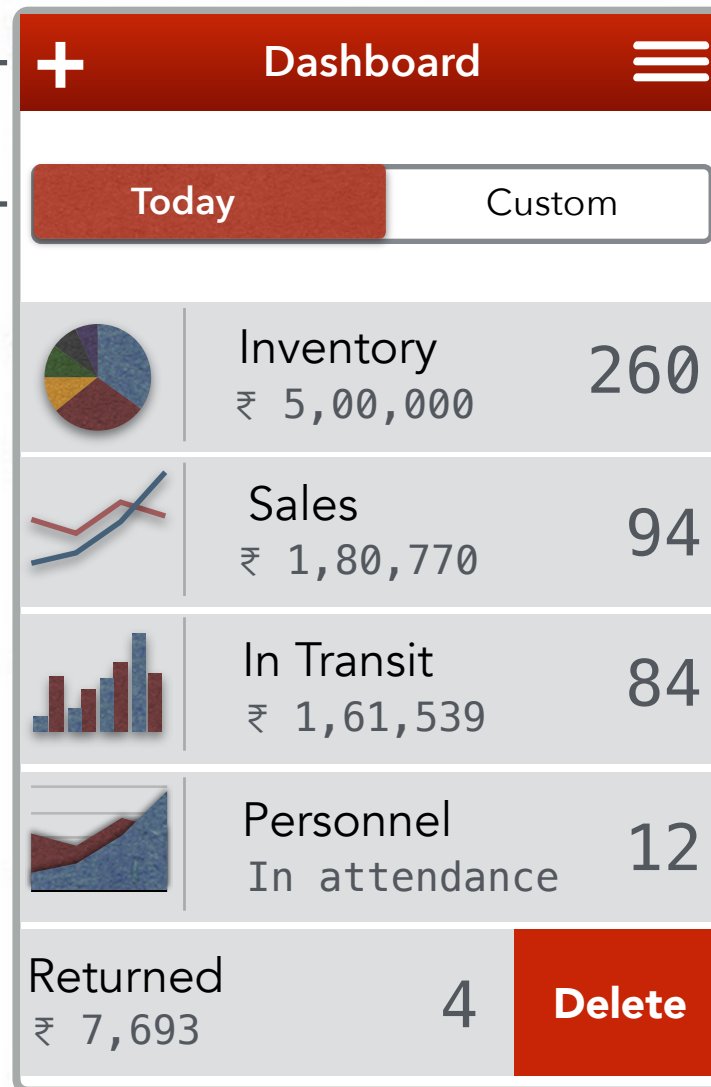 + Dashboard
Today Custom
Inventory
₹ 5,00,000
260
Sales
₹ 1,80,770
94
In Transit
₹ 1,61,539
84
Personnel
In attendance
12
Returned
₹ 7,693
4
Delete